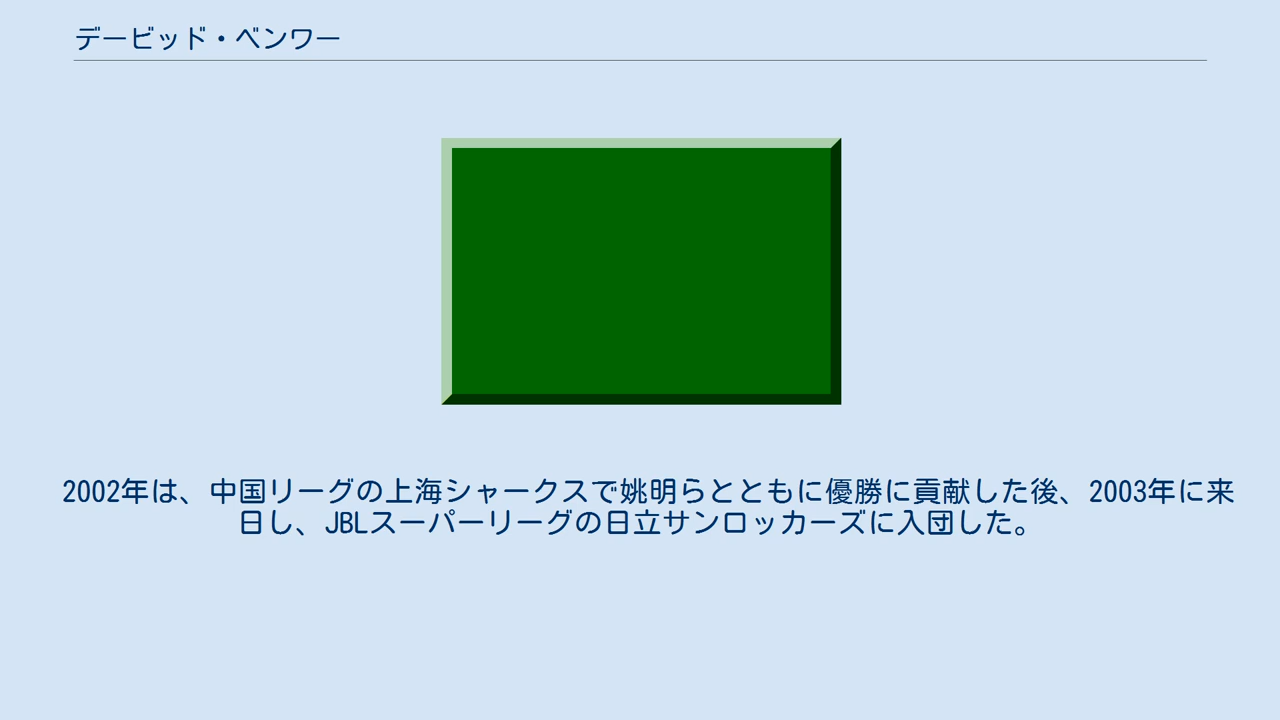 デービッド・ベンワー
2002年は、中国リーグの上海シャークスで姚明らとともに優勝に貢献した後、2003年に来
日し、JBLスーパーリーグの日立サンロッカーズに入団した。